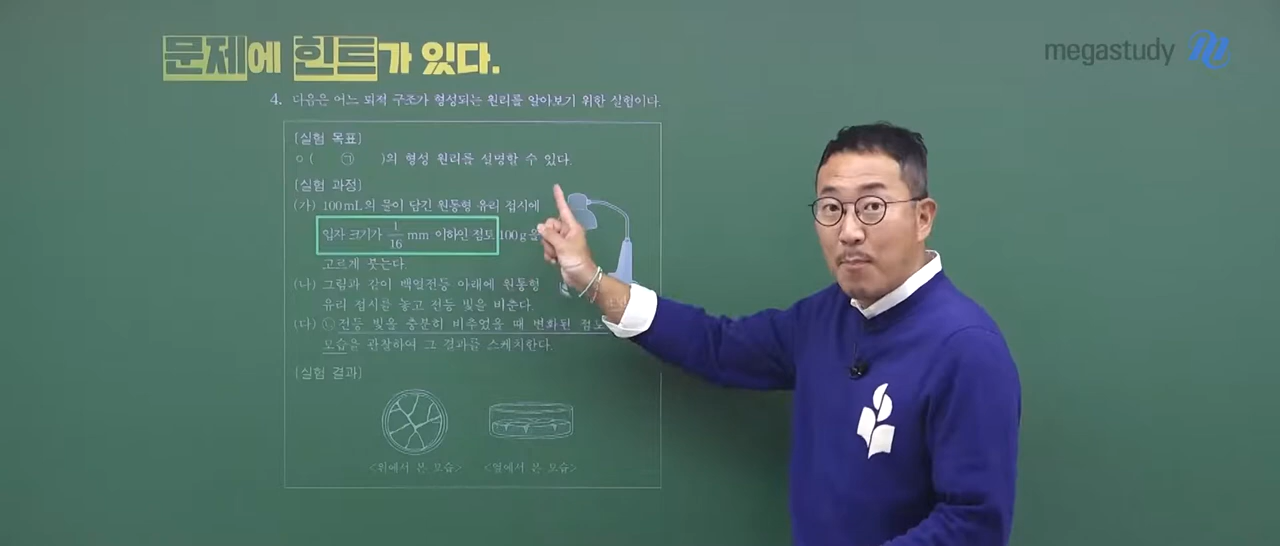 문제에 힌트가 있다.
megastudy
4. 다음은 어느 퇴적 구조가 형성되는 원리를 알아보기 위한 실험이다.
[실험 목표]
○ ( ㉠ )의 형성 원리를 설명할 수 있다.
[실험 과정]
(가) 100 mL의 물이 담긴 원통형 유리 접시에
입자 크기가 1/16 mm 이하인 점토 100 g을
고르게 붓는다.
(나) 그림과 같이 백열전등 아래에 원통형
유리 접시를 놓고 전등 빛을 비춘다.
(다) ㉡전등 빛을 충분히 비추었을 때 변화된 점토
모습을 관찰하여 그 결과를 스케치한다.
[실험 결과]
<위에서 본 모습> <옆에서 본 모습>